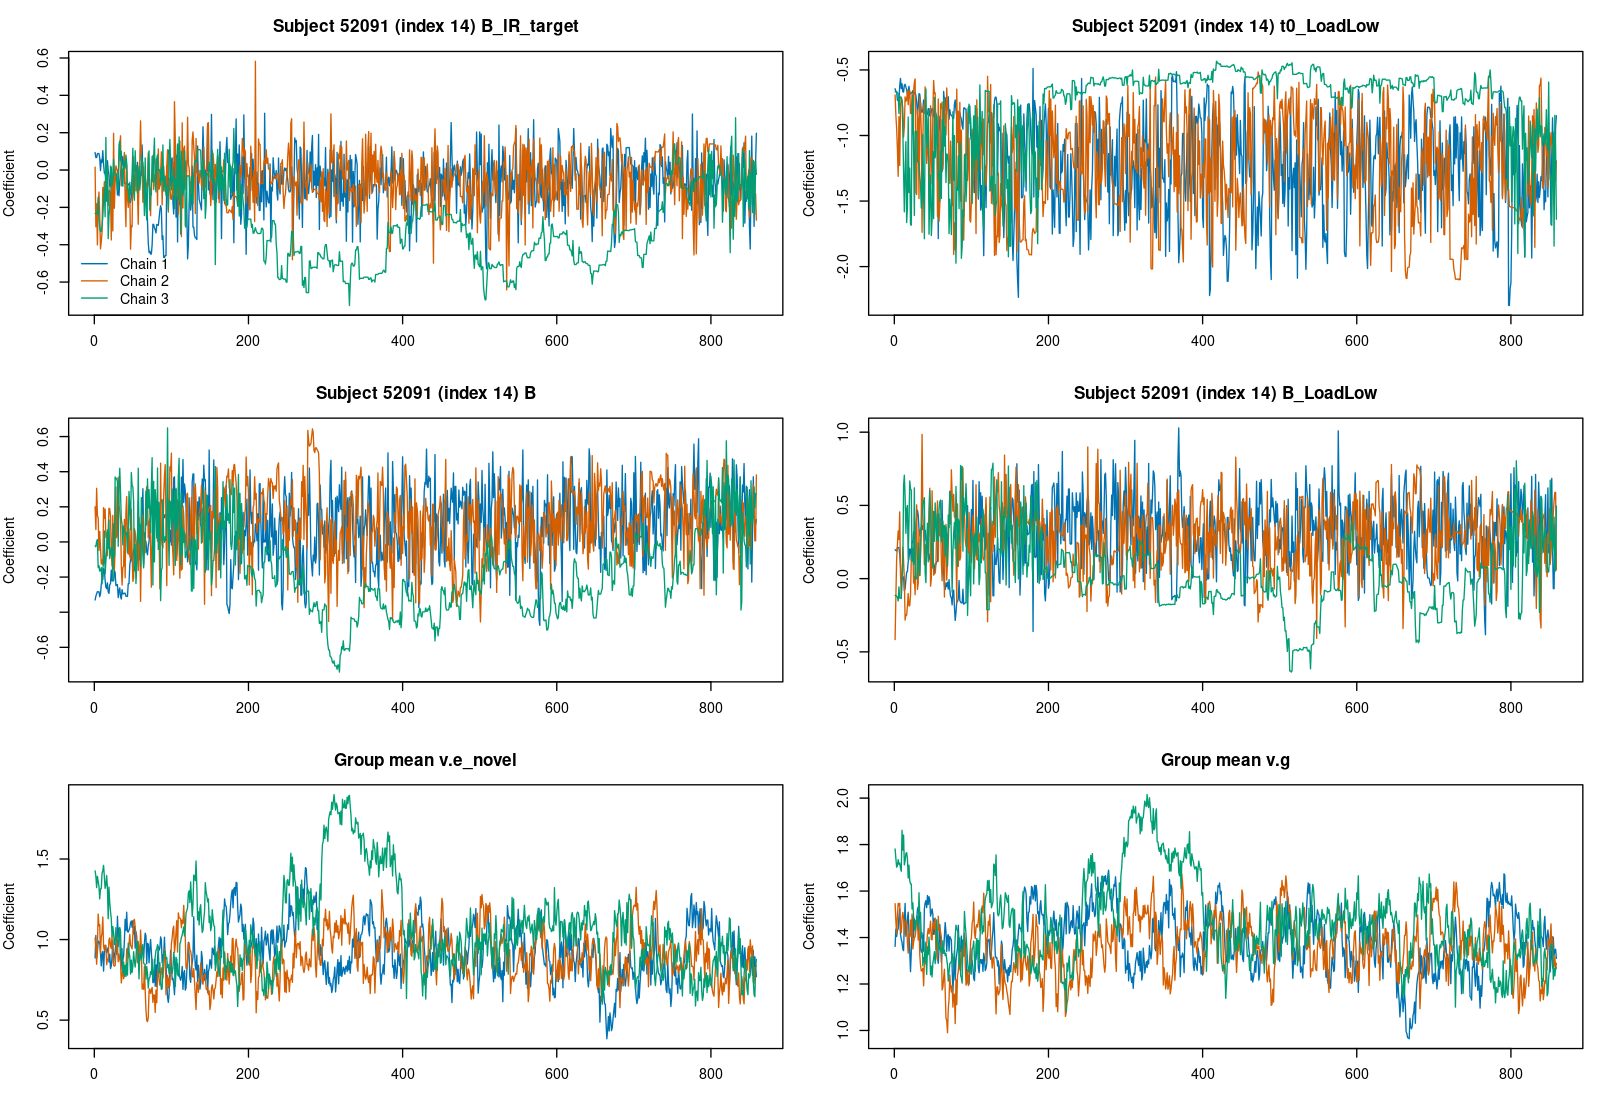 Subject 52091 (index 14) B_IR_target
Coefficient
0.6
0.4
0.2
0.0
-0.2
-0.4
-0.6
Chain 1
Chain 2
Chain 3
0 200 400 600 800
Subject 52091 (index 14) t0_LoadLow
Coefficient
-0.5
-1.0
-1.5
-2.0
0 200 400 600 800
Subject 52091 (index 14) B
Coefficient
0.6
0.4
0.2
0.0
-0.2
-0.6
0 200 400 600 800
Subject 52091 (index 14) B_LoadLow
Coefficient
1.0
0.5
0.0
-0.5
0 200 400 600 800
Group mean v.e_novel
Coefficient
1.5
1.0
0.5
0 200 400 600 800
Group mean v.g
Coefficient
2.0
1.8
1.6
1.4
1.2
1.0
0 200 400 600 800